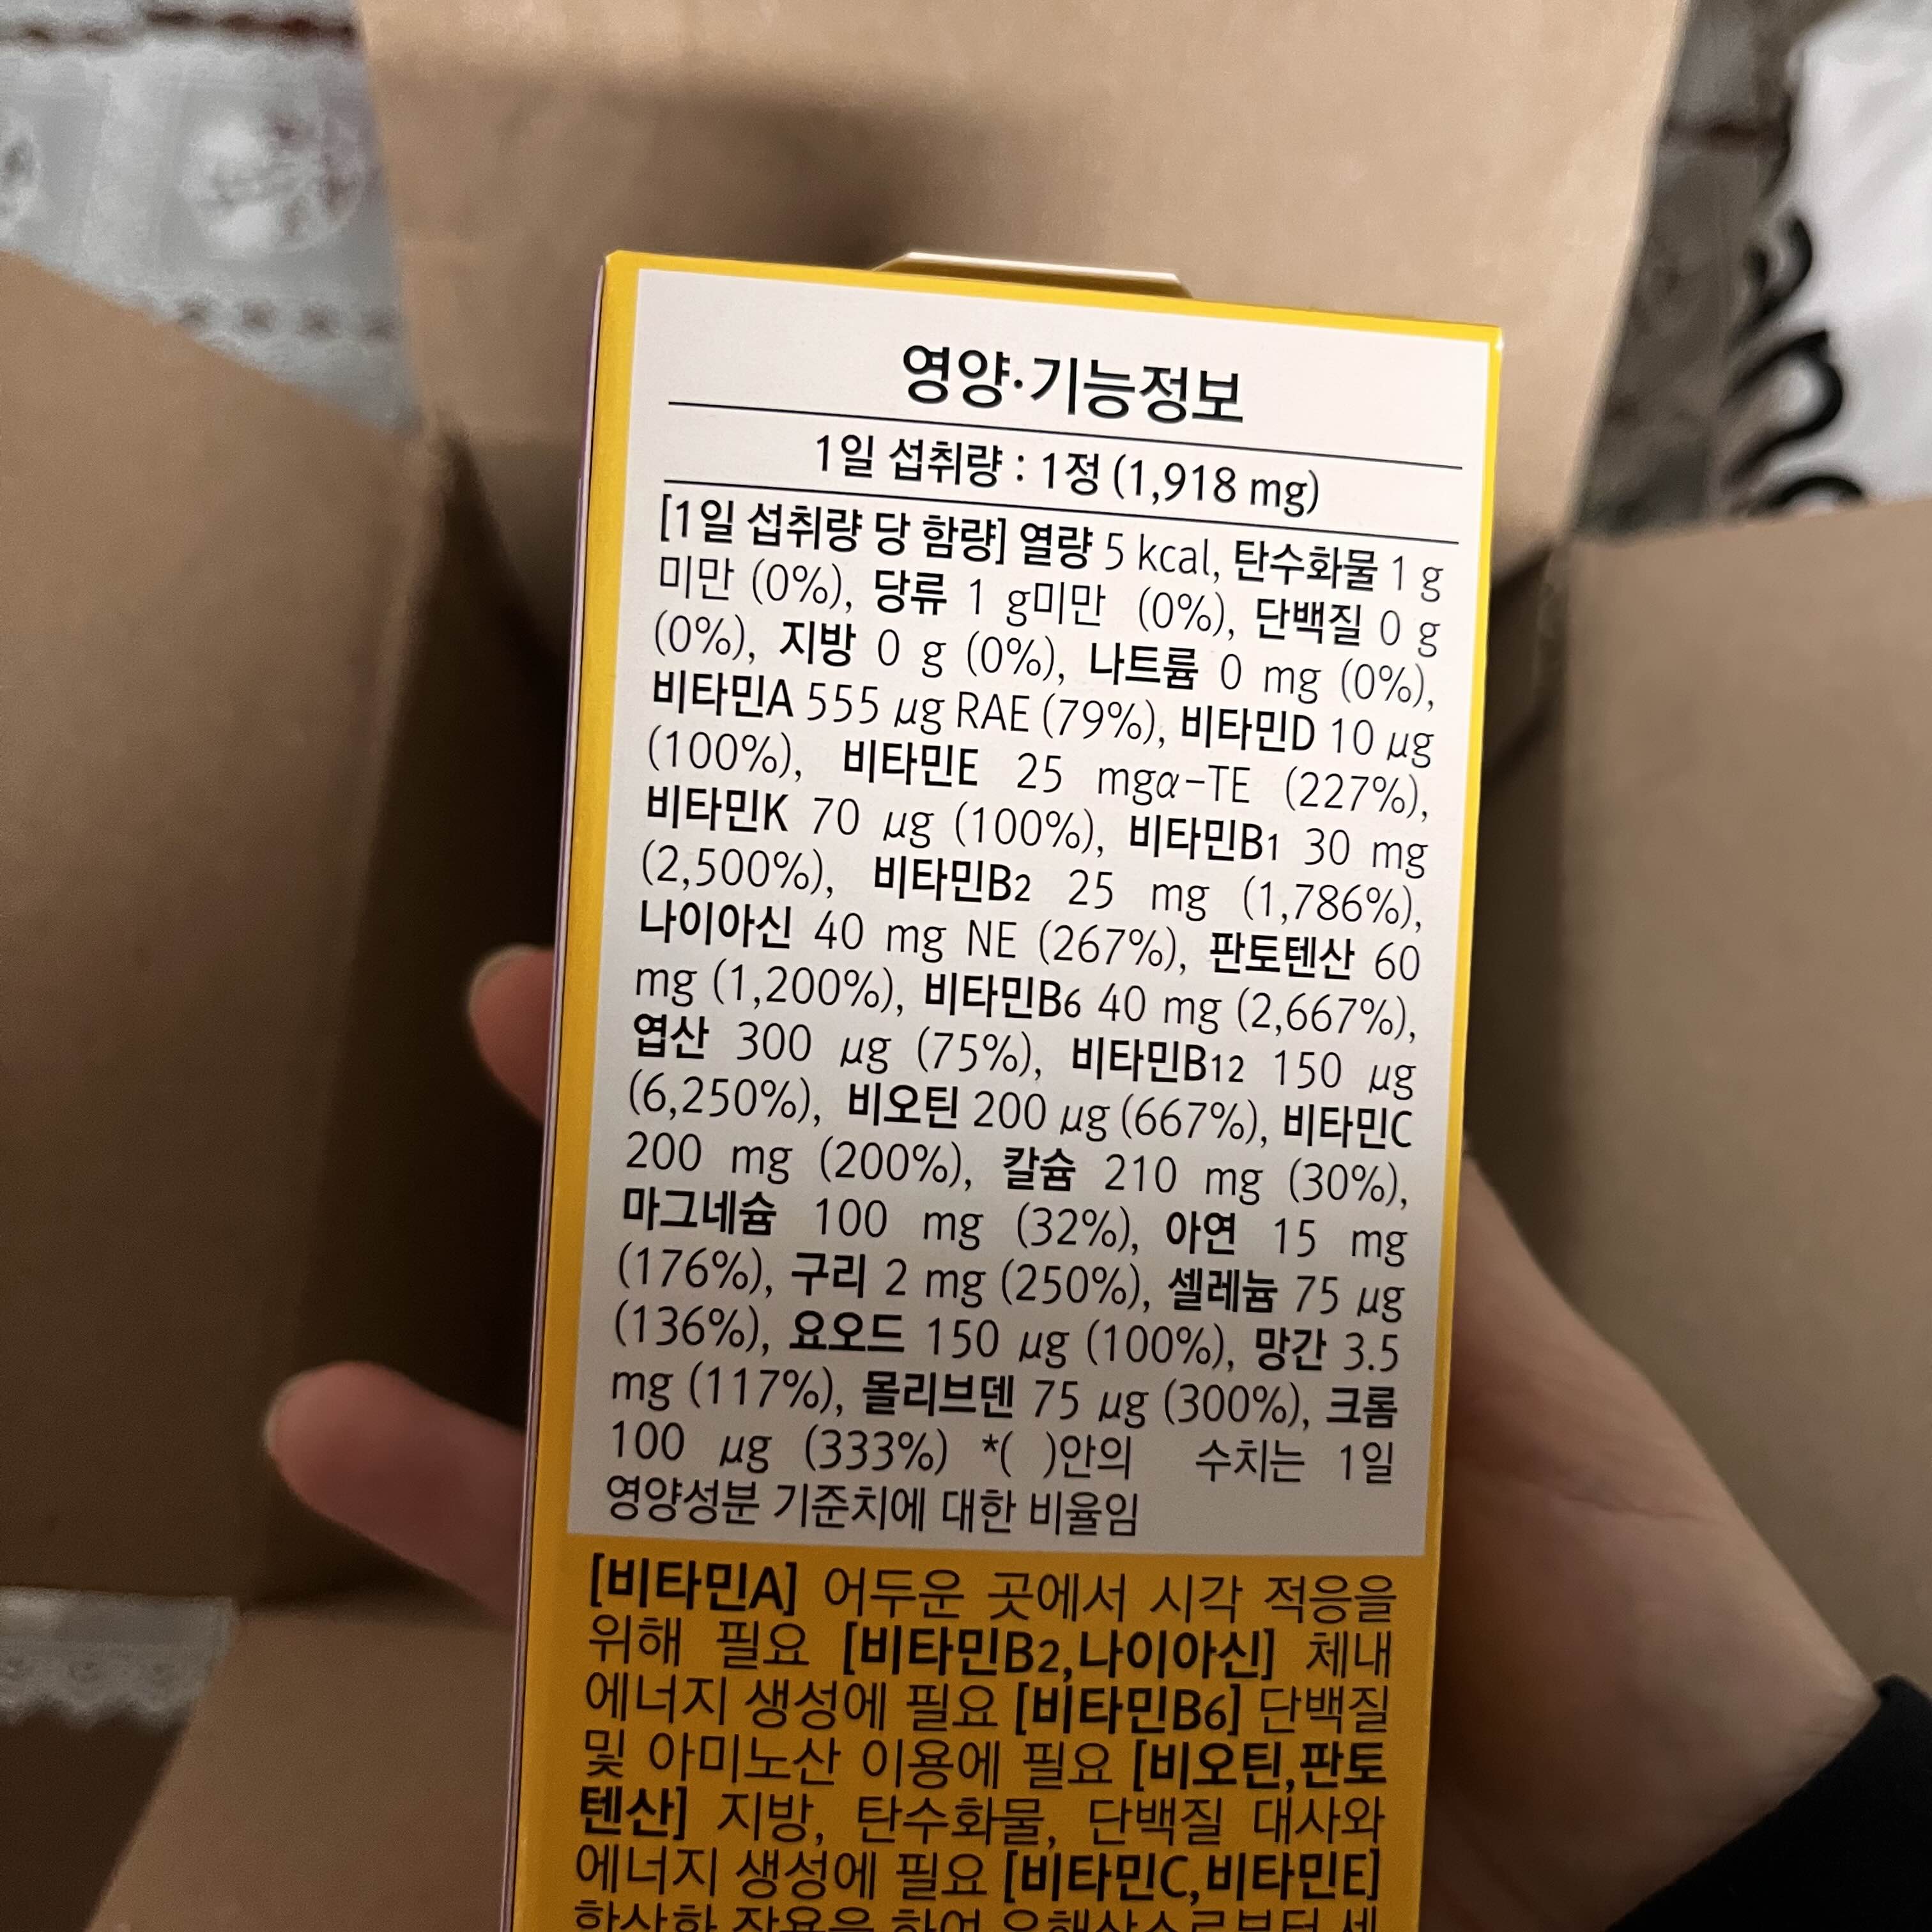 영양·기능정보
1일 섭취량 : 1정 (1,918 mg)
[1일 섭취량 당 함량] 열량 5 kcal, 탄수화물 1 g
미만 (0%), 당류 1 g미만 (0%), 단백질 0 g
(0%), 지방 0 g (0%), 나트륨 0 mg (0%),
비타민A 555 µg RAE (79%), 비타민D 10 µg
(100%), 비타민E 25 mgα-TE (227%),
비타민K 70 µg (100%), 비타민B1 30 mg
(2,500%), 비타민B2 25 mg (1,786%),
나이아신 40 mg NE (267%), 판토텐산 60
mg (1,200%), 비타민B6 40 mg (2,667%),
엽산 300 µg (75%), 비타민B12 150 µg
(6,250%), 비오틴 200 µg (667%), 비타민C
200 mg (200%), 칼슘 210 mg (30%),
마그네슘 100 mg (32%), 아연 15 mg
(176%), 구리 2 mg (250%), 셀레늄 75 µg
(136%), 요오드 150 µg (100%), 망간 3.5
mg (117%), 몰리브덴 75 µg (300%), 크롬
100 µg (333%) *( )안의 수치는 1일
영양성분 기준치에 대한 비율임
[비타민A] 어두운 곳에서 시각 적응을
위해 필요 [비타민B2,나이아신] 체내
에너지 생성에 필요 [비타민B6] 단백질
및 아미노산 이용에 필요 [비오틴,판토
텐산] 지방, 탄수화물, 단백질 대사와
에너지 생성에 필요 [비타민C,비타민E]
항산화 작용을 하여 유해산소로부터 세